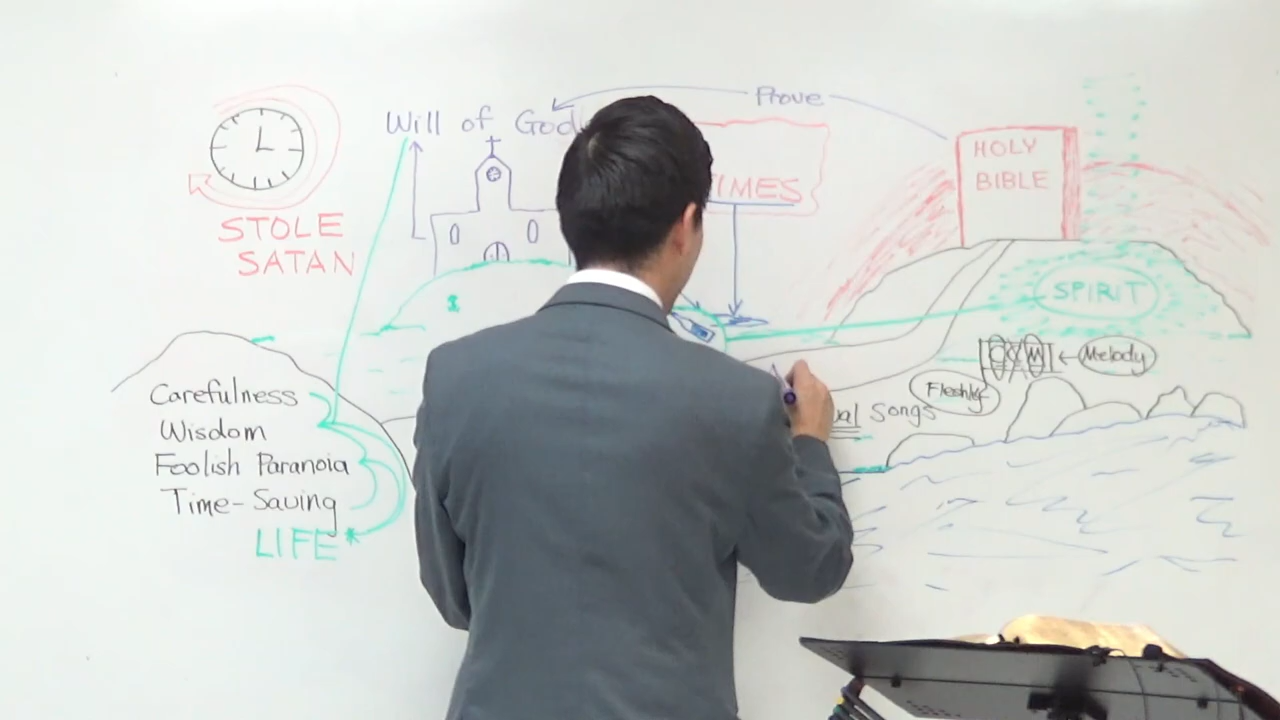 STOLE
SATAN
Will of God
Prove
HOLY
BIBLE
SPIRIT
Melody
Fleshly
Songs
Carefulness
Wisdom
Foolish Paranoia
Time-Saving
LIFE